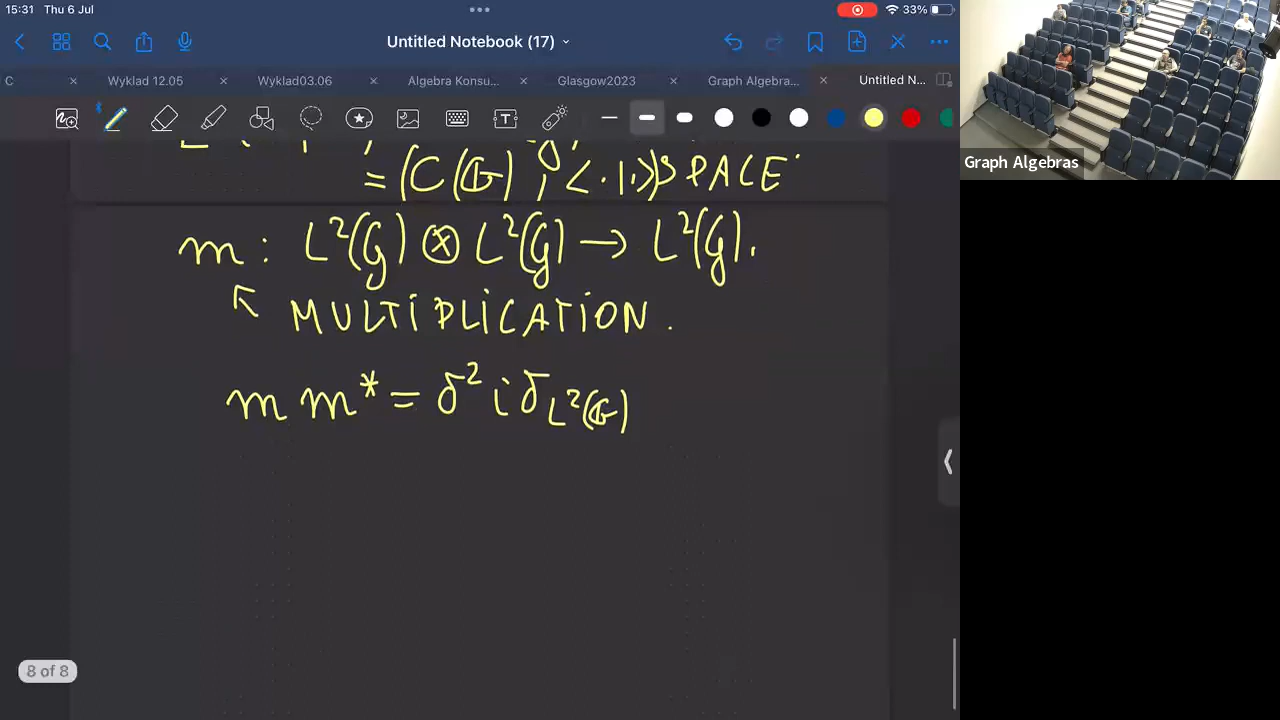 15:31 Thu 6 Jul
33%
Untitled Notebook (17)
C
Wyklad 12.05
Wyklad03.06
Algebra Konsu...
Glasgow2023
Graph Algebra...
Untitled N...
= (C(𝔾), <·|·>) SPACE
m: L²(G) ⊗ L²(G) → L²(G).
↖ MULTIPLICATION.
m m* = δ² id L²(𝔾)
8 of 8
Graph Algebras